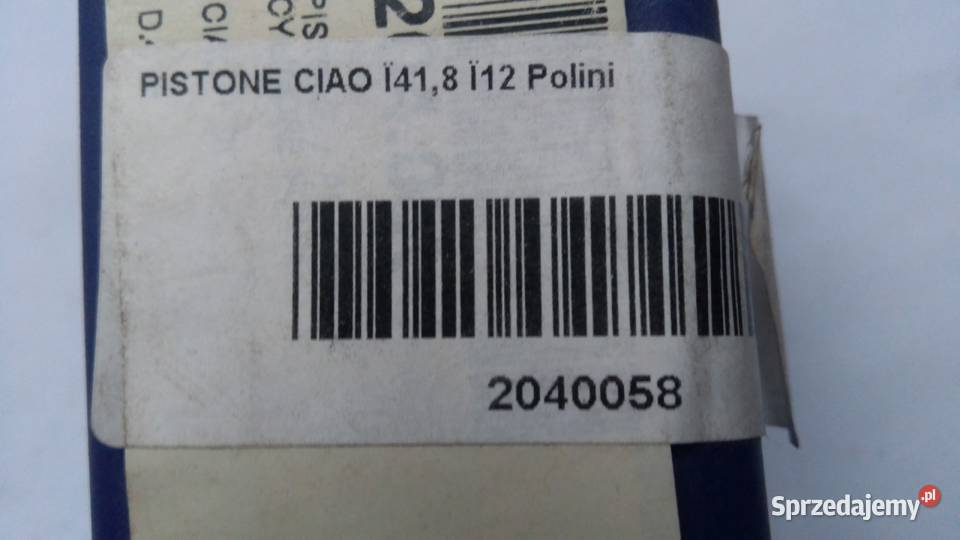 PISTONE CIAO Ï41,8 Ï12 Polini
2040058
Sprzedajemy.pl